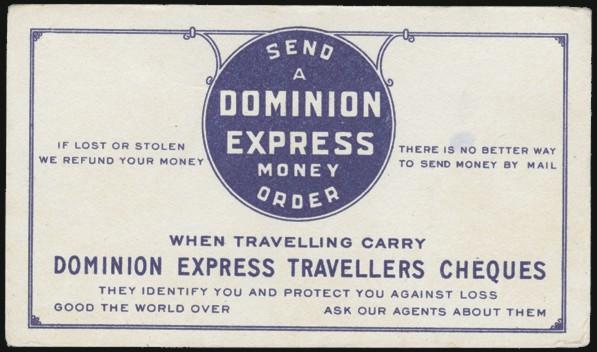 SEND
A
DOMINION
EXPRESS
MONEY
ORDER
IF LOST OR STOLEN
WE REFUND YOUR MONEY
THERE IS NO BETTER WAY
TO SEND MONEY BY MAIL
WHEN TRAVELLING CARRY
DOMINION EXPRESS TRAVELLERS CHEQUES
THEY IDENTIFY YOU AND PROTECT YOU AGAINST LOSS
GOOD THE WORLD OVER
ASK OUR AGENTS ABOUT THEM